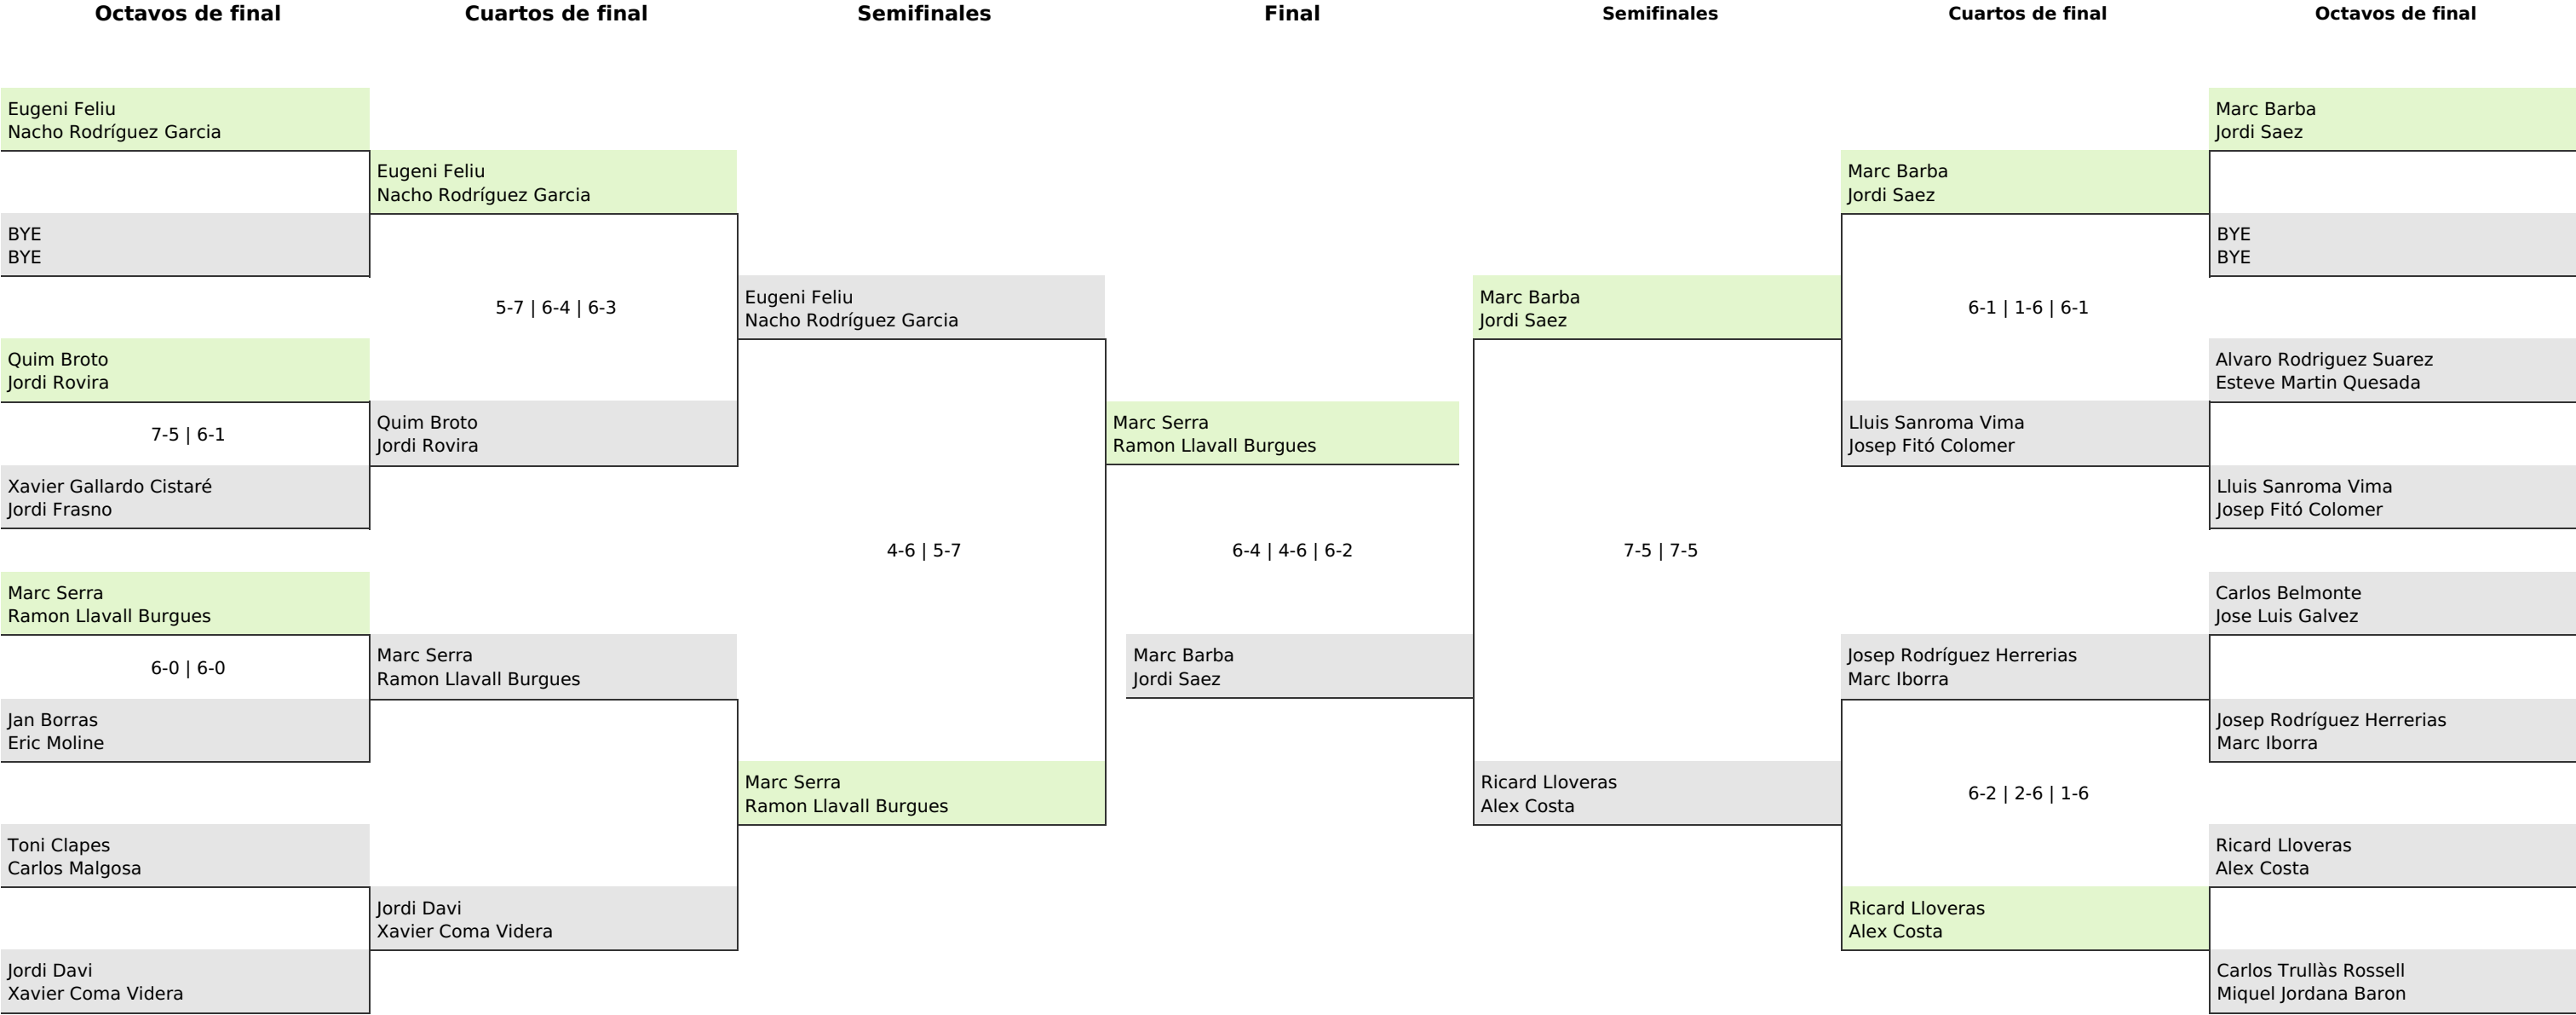 Octavos de final
Cuartos de final
Semifinales
Final
Semifinales
Cuartos de final
Octavos de final
Eugeni Feliu
Nacho Rodríguez Garcia
BYE
BYE
Quim Broto
Jordi Rovira
7-5 | 6-1
Xavier Gallardo Cistaré
Jordi Frasno
Marc Serra
Ramon Llavall Burgues
6-0 | 6-0
Jan Borras
Eric Moline
Toni Clapes
Carlos Malgosa
Jordi Davi
Xavier Coma Videra
Eugeni Feliu
Nacho Rodríguez Garcia
5-7 | 6-4 | 6-3
Quim Broto
Jordi Rovira
Marc Serra
Ramon Llavall Burgues
Jordi Davi
Xavier Coma Videra
Eugeni Feliu
Nacho Rodríguez Garcia
4-6 | 5-7
Marc Serra
Ramon Llavall Burgues
Marc Serra
Ramon Llavall Burgues
6-4 | 4-6 | 6-2
Marc Barba
Jordi Saez
Marc Barba
Jordi Saez
7-5 | 7-5
Ricard Lloveras
Alex Costa
Marc Barba
Jordi Saez
6-1 | 1-6 | 6-1
Lluis Sanroma Vima
Josep Fitó Colomer
Josep Rodríguez Herrerias
Marc Iborra
6-2 | 2-6 | 1-6
Ricard Lloveras
Alex Costa
Marc Barba
Jordi Saez
BYE
BYE
Alvaro Rodriguez Suarez
Esteve Martin Quesada
Lluis Sanroma Vima
Josep Fitó Colomer
Carlos Belmonte
Jose Luis Galvez
Josep Rodríguez Herrerias
Marc Iborra
Ricard Lloveras
Alex Costa
Carlos Trullàs Rossell
Miquel Jordana Baron